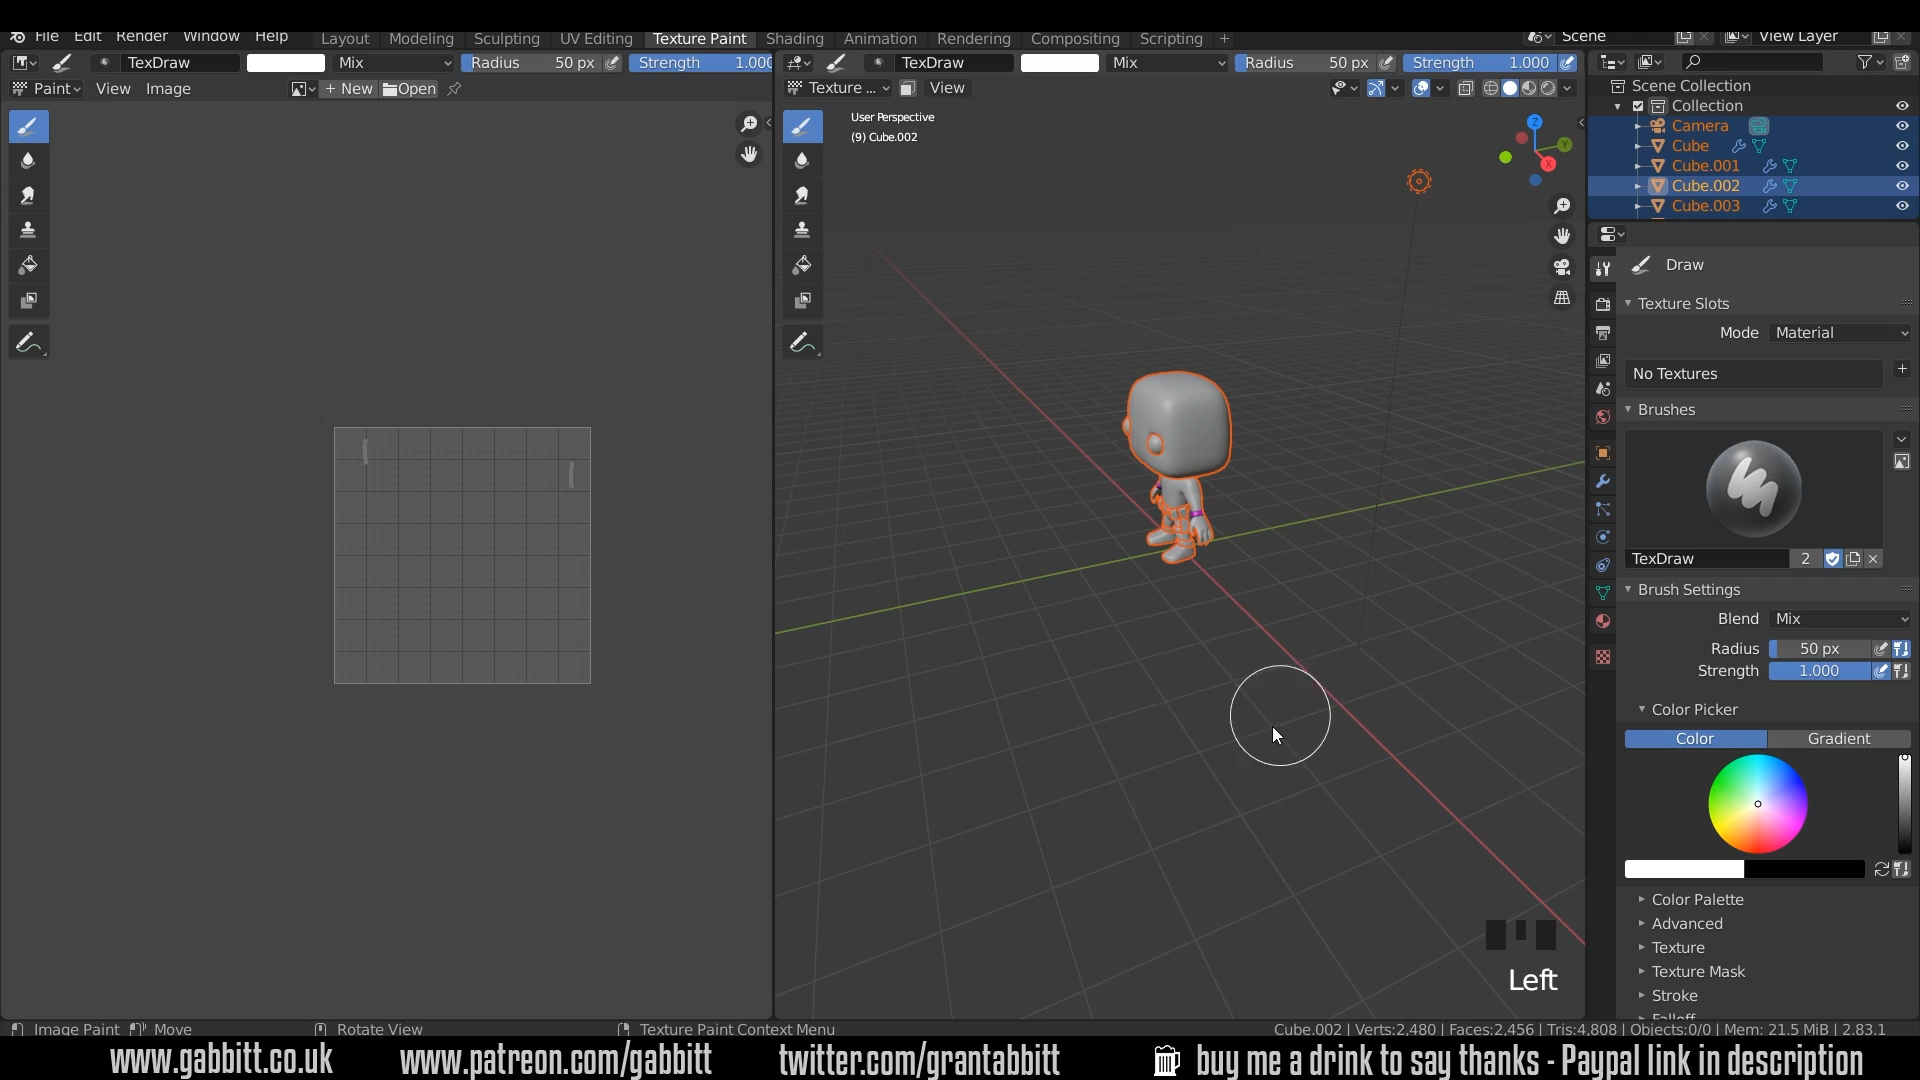 File Edit Render Window Help Layout Modeling Sculpting UV Editing Texture Paint Shading Animation Rendering Compositing Scripting + Scene View Layer
TexDraw Mix Radius 50 px Strength 1.000 TexDraw Mix Radius 50 px Strength 1.000
Paint View Image + New Open Texture ... View
User Perspective
(9) Cube.002
Z
Y
X
Scene Collection
Collection
Camera
Cube
Cube.001
Cube.002
Cube.003
Draw
Texture Slots
Mode Material
No Textures
Brushes
TexDraw 2
Brush Settings
Blend Mix
Radius 50 px
Strength 1.000
Color Picker
Color Gradient
Color Palette
Advanced
Texture
Texture Mask
Stroke
Falloff
Left
Image Paint Move Rotate View Texture Paint Context Menu Cube.002 | Verts:2,480 | Faces:2,456 | Tris:4,808 | Objects:0/0 | Mem: 21.5 MiB | 2.83.1
www.gabbitt.co.uk www.patreon.com/gabbitt twitter.com/grantabbitt buy me a drink to say thanks - Paypal link in description